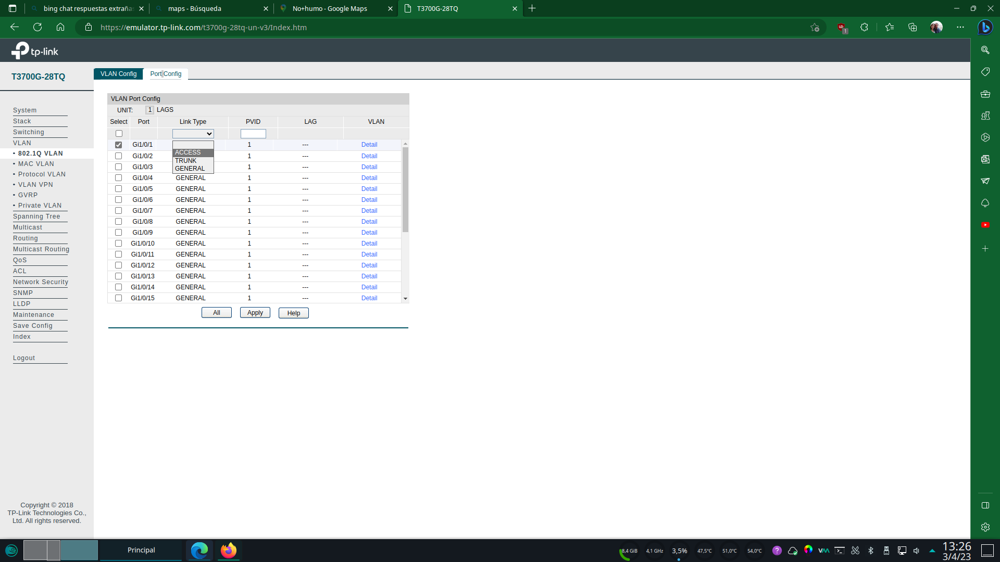 bing chat respuestas extrañas
maps - Búsqueda
No+humo - Google Maps
T3700G-28TQ
https://emulator.tp-link.com/t3700g-28tq-un-v3/Index.htm
1
tp-link
T3700G-28TQ
VLAN Config
Port Config
System
Stack
Switching
VLAN
• 802.1Q VLAN
• MAC VLAN
• Protocol VLAN
• VLAN VPN
• GVRP
• Private VLAN
Spanning Tree
Multicast
Routing
Multicast Routing
QoS
ACL
Network Security
SNMP
LLDP
Maintenance
Save Config
Index
Logout
Copyright © 2018
TP-Link Technologies Co.,
Ltd. All rights reserved.
VLAN Port Config
UNIT: 1 LAGS
Select Port Link Type PVID LAG VLAN
Gi1/0/1 1 --- Detail
ACCESS
Gi1/0/2 1 --- Detail
TRUNK
Gi1/0/3 GENERAL 1 --- Detail
Gi1/0/4 GENERAL 1 --- Detail
Gi1/0/5 GENERAL 1 --- Detail
Gi1/0/6 GENERAL 1 --- Detail
Gi1/0/7 GENERAL 1 --- Detail
Gi1/0/8 GENERAL 1 --- Detail
Gi1/0/9 GENERAL 1 --- Detail
Gi1/0/10 GENERAL 1 --- Detail
Gi1/0/11 GENERAL 1 --- Detail
Gi1/0/12 GENERAL 1 --- Detail
Gi1/0/13 GENERAL 1 --- Detail
Gi1/0/14 GENERAL 1 --- Detail
Gi1/0/15 GENERAL 1 --- Detail
All Apply Help
Principal
8,4 GiB
4,1 GHz
3,5%
47,5°C
51,0°C
54,0°C
13:26
3/4/23